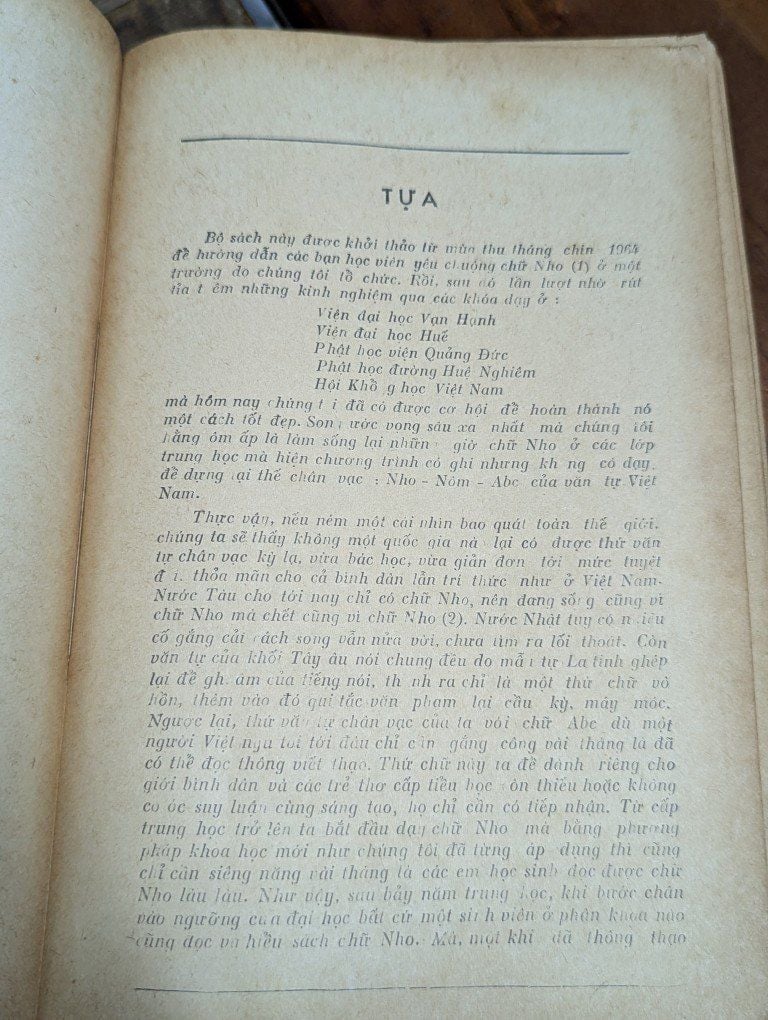 TỰA
Bộ sách này được khởi thảo từ mùa thu tháng chín 1964
để hướng dẫn các bạn học viên yêu chuộng chữ Nho (1) ở một
trường do chúng tôi tổ chức. Rồi, sau đó lần lượt nhờ rút
tỉa t êm những kinh nghiệm qua các khóa dạy ở :
Viện đại học Vạn Hạnh
Viện đại học Huế
Phật học viện Quảng Đức
Phật học đường Huệ Nghiêm
Hội Khổ g học Việt Nam
mà hôm nay chúng t i đã có được cơ hội để hoàn thành nó
một cách tốt đẹp. Song ước vọng sâu xa nhất mà chúng tôi
hằng ôm ấp là làm sống lại những giờ chữ Nho ở các lớp
trung học mà hiện chương trình có ghi nhưng kh ng có dạy,
để dựng lại thế chân vạc : Nho - Nôm - Abc của văn tự Việt
Nam.
Thực vậy, nếu ném một cái nhìn bao quát toàn thế giới,
chúng ta sẽ thấy không một quốc gia nà lại có được thứ văn
tự chân vạc kỳ lạ, vừa bác học, vừa giản đơn tới mức tuyệt
đ i, thỏa mãn cho cả bình dân lẫn trí thức như ở Việt Nam.
Nước Tàu cho tới nay chỉ có chữ Nho, nên đang số g cũng vì
chữ Nho mà chết cũng vì chữ Nho (2). Nước Nhật tuy có nhiều
cố gắng cải cách song vẫn nửa vời, chưa tìm ra lối thoát. Còn
văn tự của khối Tây âu nói chung đều do mẫ i tự La tinh ghép
lại để gh âm của tiếng nói, th nh ra chỉ là một thứ chữ vô
hồn, thêm vào đó qui tắc văn phạm lại cầu kỳ, máy móc.
Ngược lại, thứ văn tự chân vạc của ta với chữ Abc dù một
người Việt ngu tối tới đâu chỉ cần gắng công vài tháng là đã
có thể đọc thông viết thạo. Thứ chữ này ta để dành riêng cho
giới bình dân và các trẻ thơ cấp tiểu học còn thiếu hoặc không
có óc suy luận cùng sáng tạo, họ chỉ cần có tiếp nhận. Từ cấp
trung học trở lên ta bắt đầu dạy chữ Nho mà bằng phương
pháp khoa học mới như chúng tôi đã từng áp dụng thì cũng
chỉ cần siêng năng vài tháng là các em học sinh đọc được chữ
Nho làu làu. Như vậy, sau bảy năm trung học, khi bước chân
vào ngưỡng cửa đại học bất cứ một sinh viên ở phân khoa nào
cũng đọc và hiểu sách chữ Nho. Mà, một khi đã thông thạo